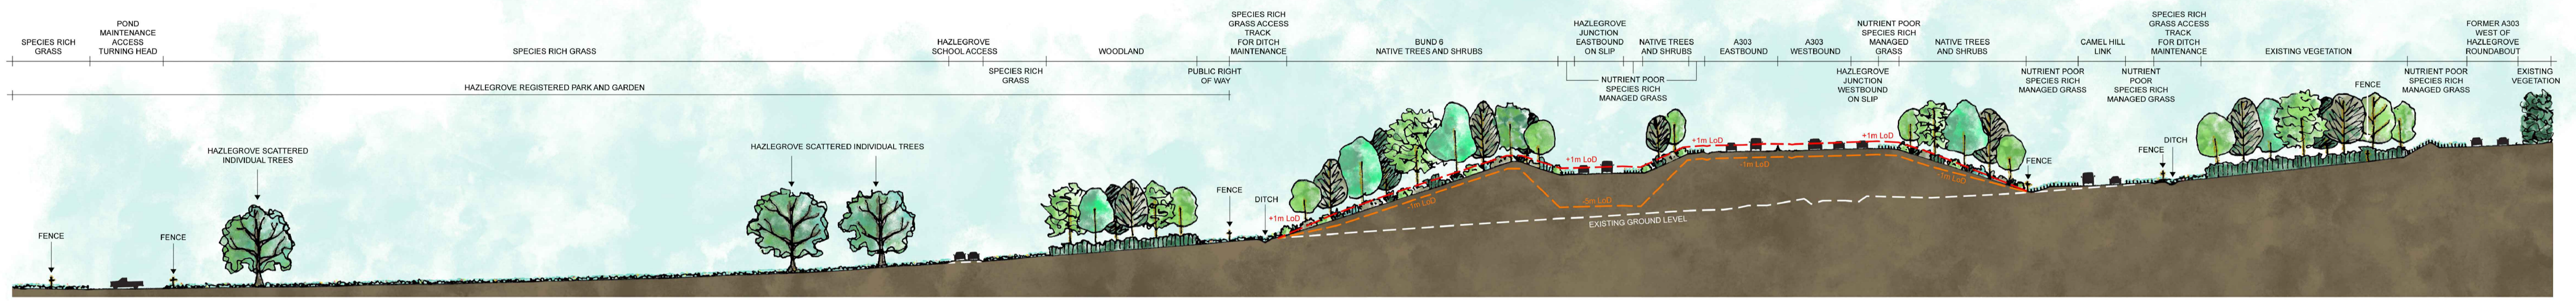 SPECIES RICH
GRASS
POND
MAINTENANCE
ACCESS
TURNING HEAD
SPECIES RICH GRASS
HAZLEGROVE
SCHOOL ACCESS
SPECIES RICH
GRASS
WOODLAND
PUBLIC RIGHT
OF WAY
SPECIES RICH
GRASS ACCESS
TRACK
FOR DITCH
MAINTENANCE
BUND 6
NATIVE TREES AND SHRUBS
HAZLEGROVE
JUNCTION
EASTBOUND
ON SLIP
NATIVE TREES
AND SHRUBS
NUTRIENT POOR
SPECIES RICH
MANAGED GRASS
A303
EASTBOUND
A303
WESTBOUND
HAZLEGROVE
JUNCTION
WESTBOUND
ON SLIP
NUTRIENT POOR
SPECIES RICH
MANAGED
GRASS
NATIVE TREES
AND SHRUBS
NUTRIENT POOR
SPECIES RICH
MANAGED GRASS
CAMEL HILL
LINK
NUTRIENT
POOR
SPECIES RICH
MANAGED GRASS
SPECIES RICH
GRASS ACCESS
TRACK
FOR DITCH
MAINTENANCE
EXISTING VEGETATION
NUTRIENT POOR
SPECIES RICH
MANAGED GRASS
FORMER A303
WEST OF
HAZLEGROVE
ROUNDABOUT
EXISTING
VEGETATION
HAZLEGROVE REGISTERED PARK AND GARDEN
FENCE
FENCE
HAZLEGROVE SCATTERED
INDIVIDUAL TREES
HAZLEGROVE SCATTERED INDIVIDUAL TREES
FENCE
DITCH
+1m LoD
-1m LoD
+1m LoD
-5m LoD
EXISTING GROUND LEVEL
+1m LoD
-1m LoD
+1m LoD
-1m LoD
FENCE
FENCE
DITCH
FENCE